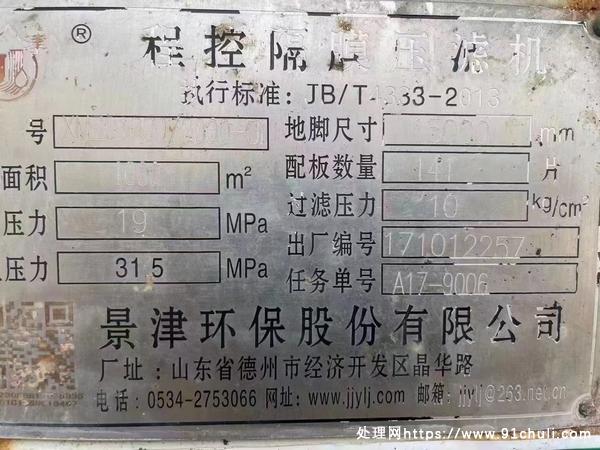 ® 程控隔膜压滤机
执行标准：JB/T4333-2013
号 地脚尺寸 mm
面积 m² 配板数量 141 片
压力 19 MPa 过滤压力 10 kg/cm²
压力 31.5 MPa 出厂编号 171012257
任务单号 A17-9006
景津环保股份有限公司
厂址：山东省德州市经济开发区晶华路
电话：0534-2753066 网址：www.jjylj.com 邮箱：jjylj@263.net.cn
处理网https://www.91chuli.com